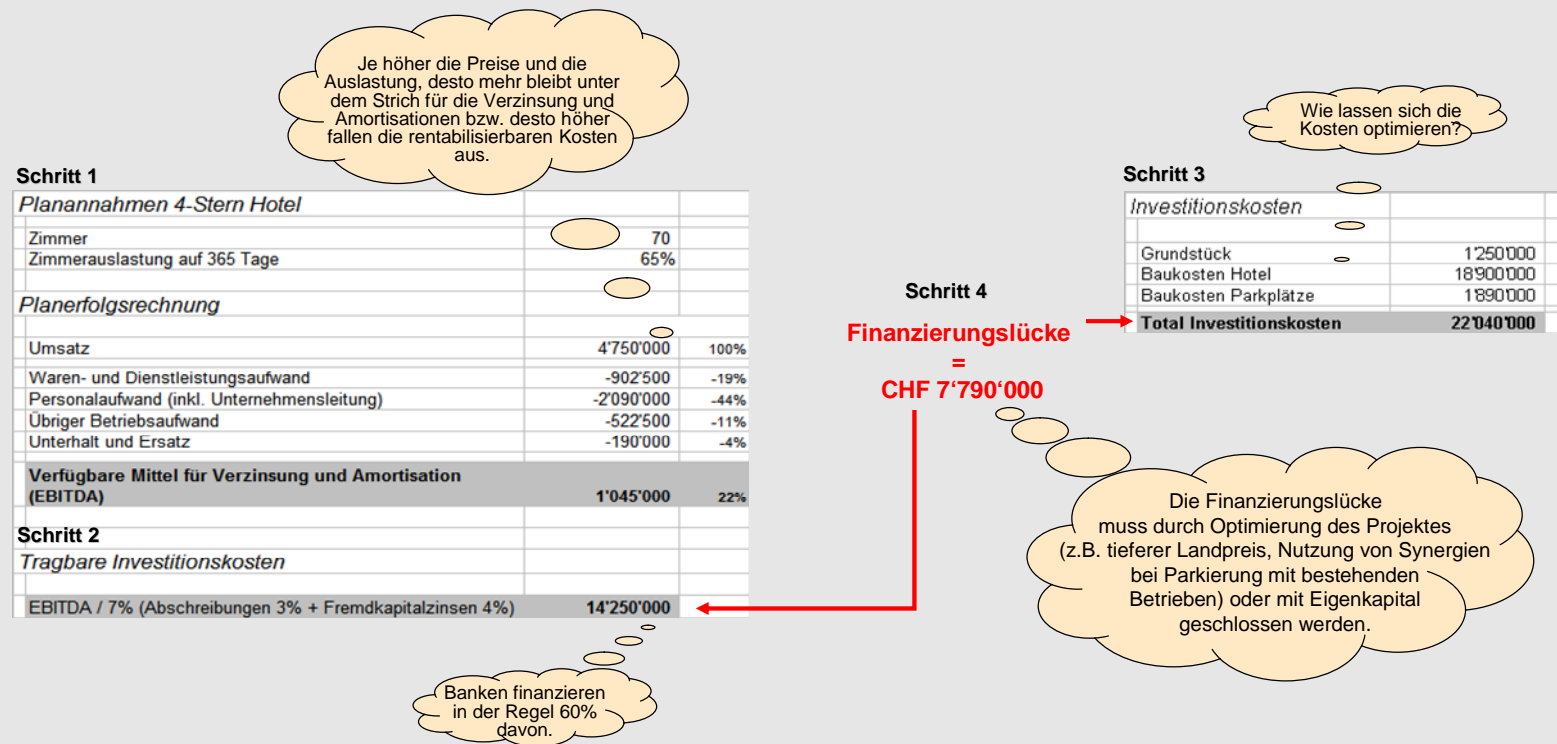 Je höher die Preise und die
Auslastung, desto mehr bleibt unter
dem Strich für die Verzinsung und
Amortisationen bzw. desto höher
fallen die rentabilisierbaren Kosten
aus.
Schritt 1
Planannahmen 4-Stern Hotel
Zimmer 70
Zimmerauslastung auf 365 Tage 65%
Planerfolgsrechnung
Umsatz 4'750'000 100%
Waren- und Dienstleistungsaufwand -902'500 -19%
Personalaufwand (inkl. Unternehmensleitung) -2'090'000 -44%
Übriger Betriebsaufwand -522'500 -11%
Unterhalt und Ersatz -190'000 -4%
Verfügbare Mittel für Verzinsung und Amortisation
(EBITDA) 1'045'000 22%
Schritt 2
Tragbare Investitionskosten
EBITDA / 7% (Abschreibungen 3% + Fremdkapitalzinsen 4%) 14'250'000
Banken finanzieren
in der Regel 60%
davon.
Wie lassen sich die
Kosten optimieren?
Schritt 3
Investitionskosten
Grundstück 1'250'000
Baukosten Hotel 18'900'000
Baukosten Parkplätze 1'890'000
Total Investitionskosten 22'040'000
Schritt 4
Finanzierungslücke
=
CHF 7‘790‘000
Die Finanzierungslücke
muss durch Optimierung des Projektes
(z.B. tieferer Landpreis, Nutzung von Synergien
bei Parkierung mit bestehenden
Betrieben) oder mit Eigenkapital
geschlossen werden.